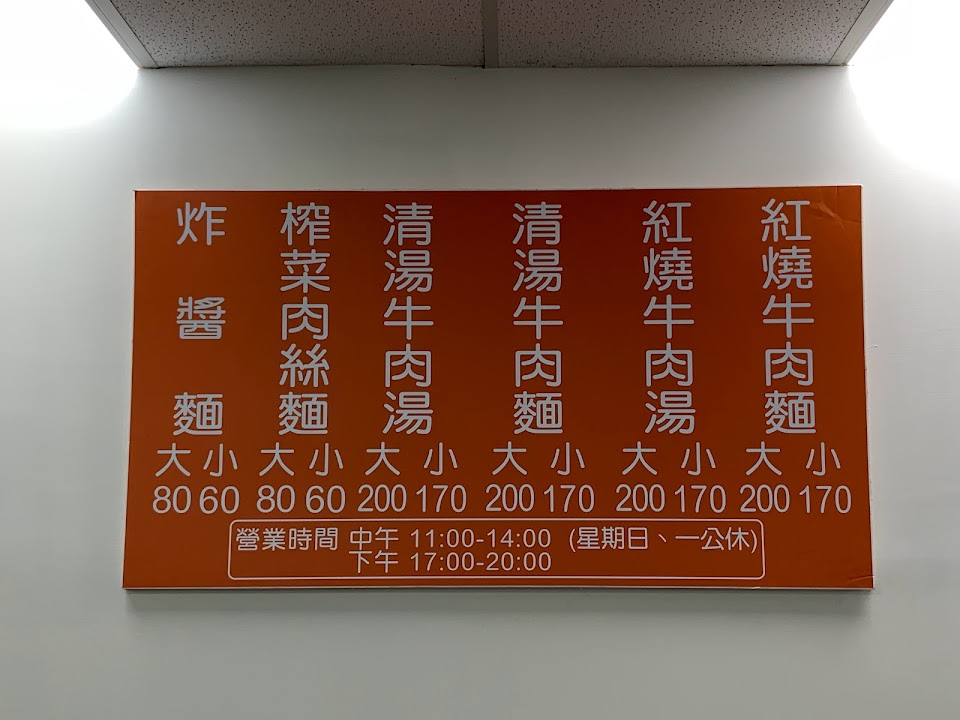 紅燒牛肉麵
大 小
200 170
紅燒牛肉湯
大 小
200 170
清湯牛肉麵
大 小
200 170
清湯牛肉湯
大 小
200 170
榨菜肉絲麵
大 小
80 60
炸醬麵
大 小
80 60
營業時間 中午 11:00-14:00 (星期日、一公休)
下午 17:00-20:00